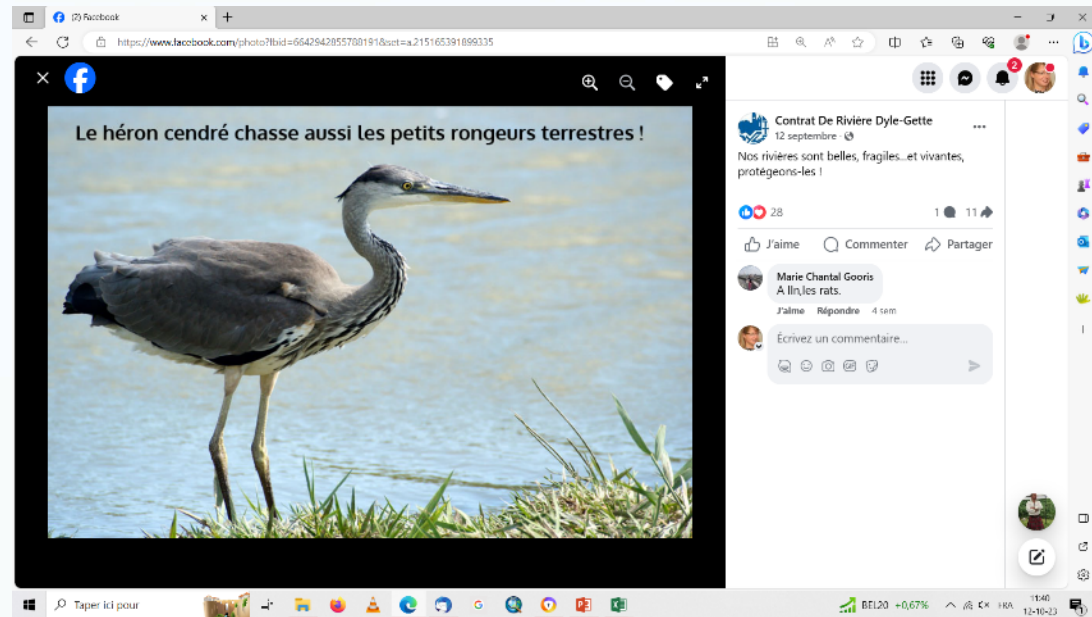 (2) Facebook
https://www.facebook.com/photo?fbid=6642942855788191&set=a.215165391899335
2
Le héron cendré chasse aussi les petits rongeurs terrestres !
Contrat De Rivière Dyle-Gette
12 septembre
Nos rivières sont belles, fragiles...et vivantes,
protégeons-les !
28
1
11
J'aime
Commenter
Partager
Marie Chantal Gooris
A lln,les rats.
J'aime Répondre 4 sem
Écrivez un commentaire...
GIF
Taper ici pour
BEL20 +0,67%
FRA
11:40
12-10-23